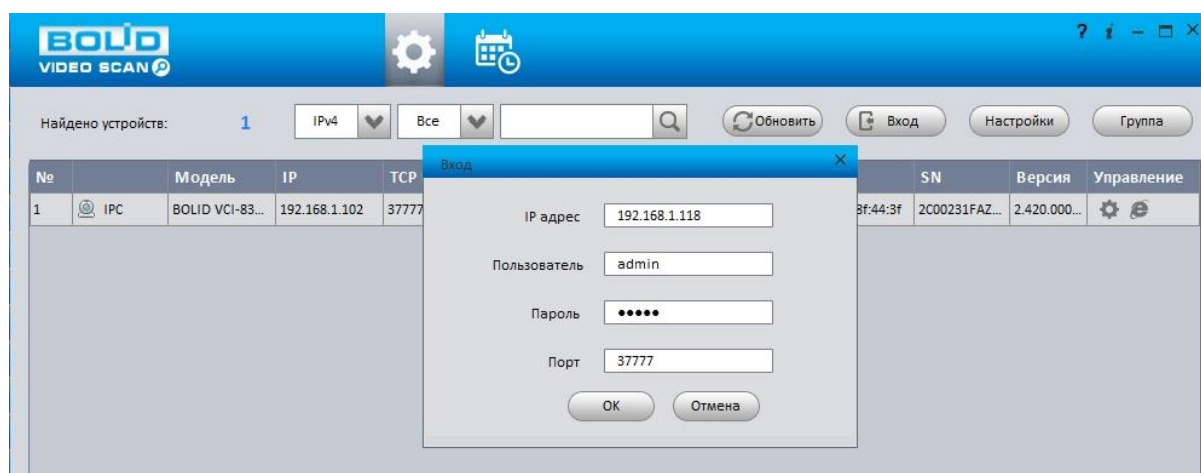 BOLID
VIDEO SCAN
? i
Найдено устройств: 1 IPv4 Все Обновить Вход Настройки Группа
Вход
№ Модель IP TCP SN Версия Управление
1 IPC BOLID VCI-83... 192.168.1.102 37777 3f:44:3f 2C00231FAZ... 2.420.000...
IP адрес 192.168.1.118
Пользователь admin
Пароль •••••
Порт 37777
OK Отмена